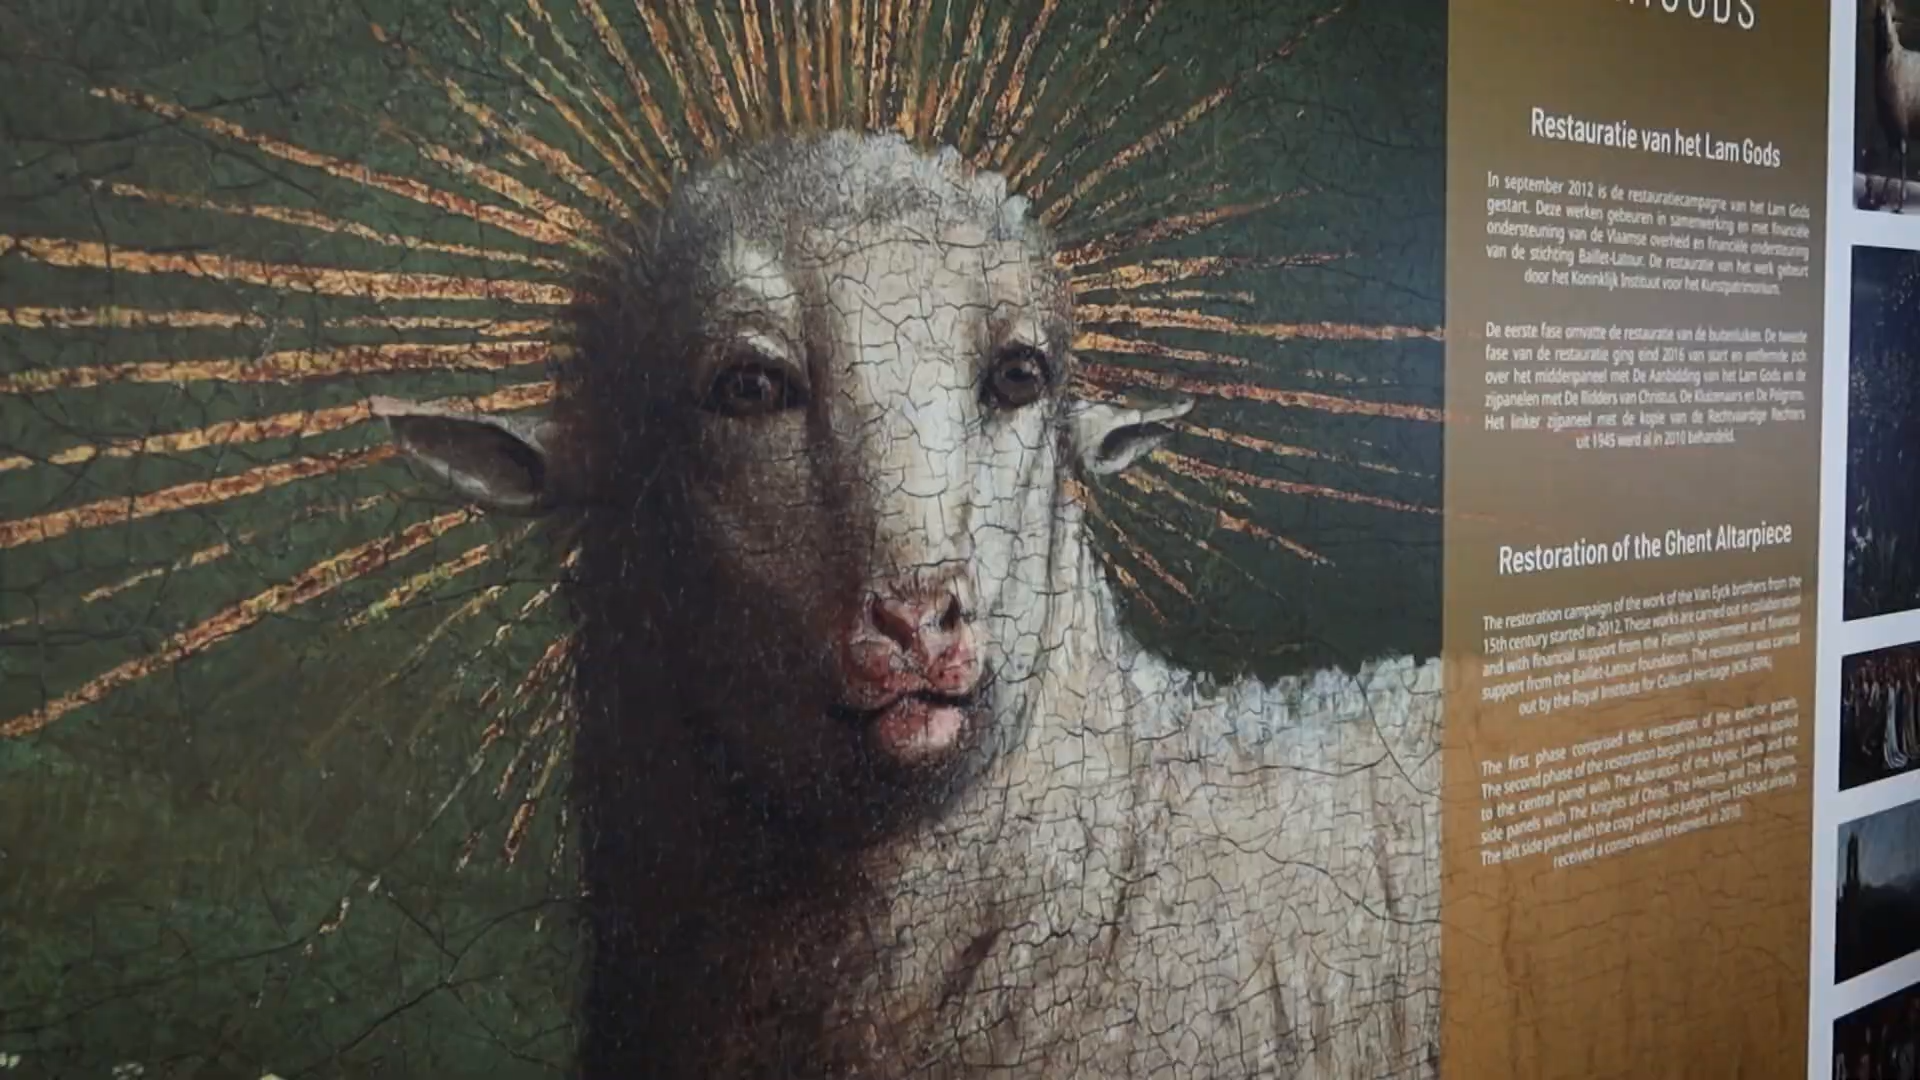 Restauratie van het Lam Gods
In september 2012 is de restauratiecampagne van het Lam Gods
gestart. Deze werken gebeuren in samenwerking en met financiële
ondersteuning van de Vlaamse overheid en financiële ondersteuning
van de stichting Baillet-Latour. De restauratie van het werk gebeurt
door het Koninklijk Instituut voor het Kunstpatrimonium.
De eerste fase omvatte de restauratie van de buitenluiken. De tweede
fase van de restauratie ging eind 2016 van start en ontfermde zich
over het middenpaneel met De Aanbidding van het Lam Gods en de
zijpanelen met De Ridders van Christus, De Kluizenaars en De Pelgrims.
Het linker zijpaneel met de kopie van de Rechtvaardige Rechters
uit 1945 werd al in 2010 behandeld.
Restoration of the Ghent Altarpiece
The restoration campaign of the work of the Van Eyck brothers from the
15th century started in 2012. These works are carried out in collaboration
and with financial support from the Flemish government and financial
support from the Baillet-Latour foundation. The restoration was carried
out by the Royal Institute for Cultural Heritage (KIK-IRPA).
The first phase comprised the restoration of the exterior panels.
The second phase of the restoration began in late 2016 and was applied
to the central panel with The Adoration of the Mystic Lamb and the
side panels with The Knights of Christ, The Hermits and The Pilgrims.
The left side panel with the copy of the Just Judges from 1945 had already
received a conservation treatment in 2010.